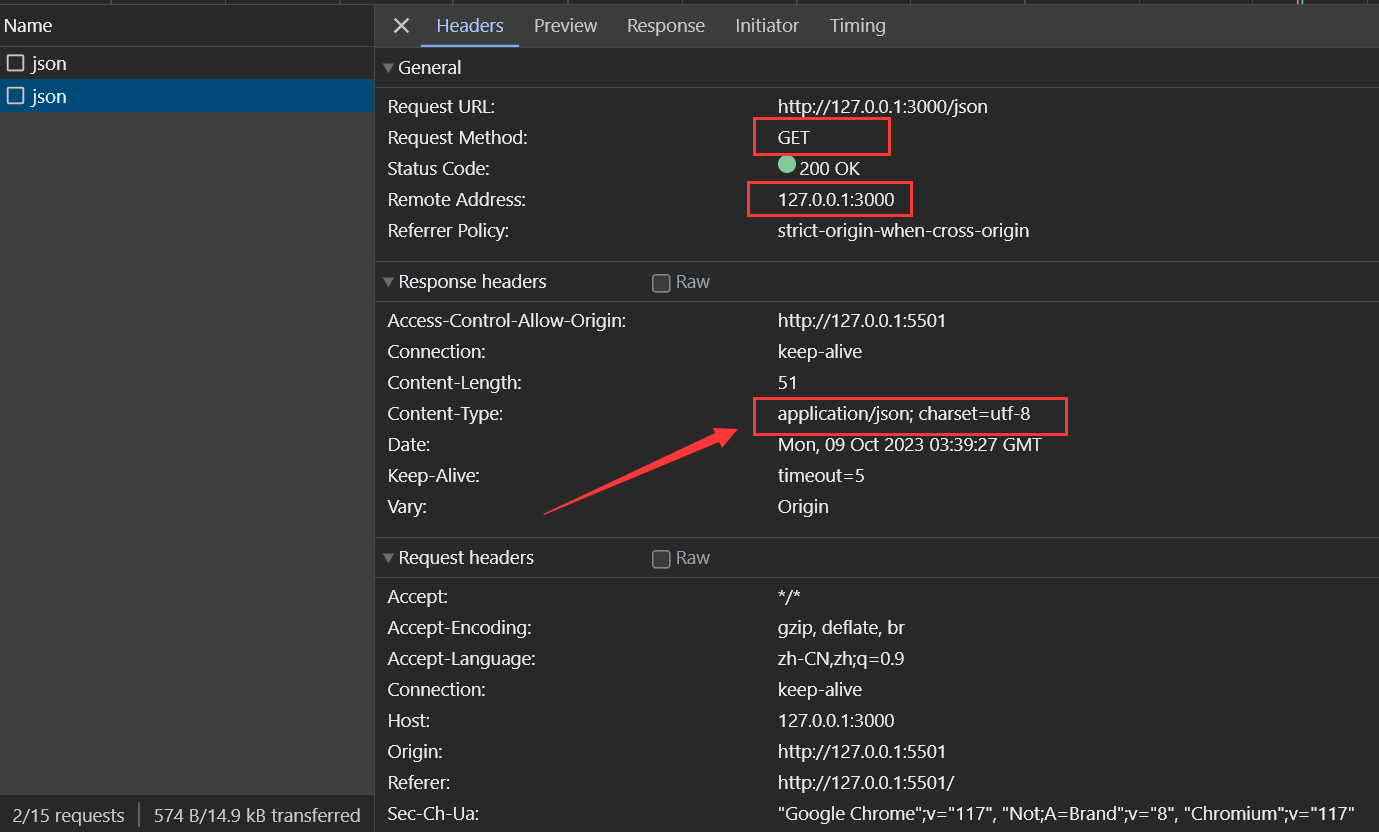 Name
Headers Preview Response Initiator Timing
json
json
General
Request URL: http://127.0.0.1:3000/json
Request Method: GET
Status Code: 200 OK
Remote Address: 127.0.0.1:3000
Referrer Policy: strict-origin-when-cross-origin
Response headers Raw
Access-Control-Allow-Origin: http://127.0.0.1:5501
Connection: keep-alive
Content-Length: 51
Content-Type: application/json; charset=utf-8
Date: Mon, 09 Oct 2023 03:39:27 GMT
Keep-Alive: timeout=5
Vary: Origin
Request headers Raw
Accept: */*
Accept-Encoding: gzip, deflate, br
Accept-Language: zh-CN,zh;q=0.9
Connection: keep-alive
Host: 127.0.0.1:3000
Origin: http://127.0.0.1:5501
Referer: http://127.0.0.1:5501/
Sec-Ch-Ua: "Google Chrome";v="117", "Not;A=Brand";v="8", "Chromium";v="117"
2/15 requests 574 B/14.9 kB transferred